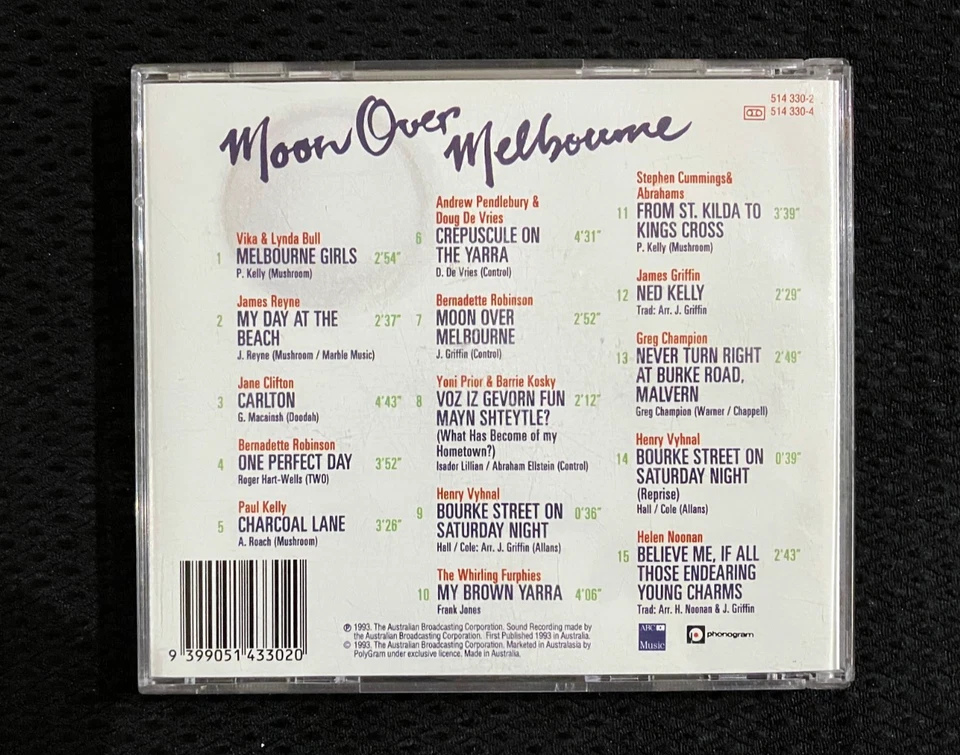 Moon Over
Melbourne
514 330-2
514 330-4
Vika & Lynda Bull
1 MELBOURNE GIRLS 2'54"
P. Kelly (Mushroom)
James Reyne
2 MY DAY AT THE 2'37"
BEACH
J. Reyne (Mushroom / Marble Music)
Jane Clifton
3 CARLTON 4'43"
G. Macainsh (Doodah)
Bernadette Robinson
4 ONE PERFECT DAY 3'52"
Roger Hart-Wells (TWO)
Paul Kelly
5 CHARCOAL LANE 3'26"
A. Roach (Mushroom)
Andrew Pendlebury &
Doug De Vries
6 CREPUSCULE ON 4'31"
THE YARRA
D. De Vries (Control)
Bernadette Robinson
7 MOON OVER 2'52"
MELBOURNE
J. Griffin (Control)
Yoni Prior & Barrie Kosky
8 VOZ IZ GEVORN FUN 2'12"
MAYN SHTEYTLE?
(What Has Become of my
Hometown?)
Isador Lillian / Abraham Ellstein (Control)
Henry Vyhnal
9 BOURKE STREET ON 0'36"
SATURDAY NIGHT
Hall / Cole: Arr. J. Griffin (Allans)
The Whirling Furphies
10 MY BROWN YARRA 4'06"
Frank Jones
Stephen Cummings&
Abrahams
11 FROM ST. KILDA TO 3'39"
KINGS CROSS
P. Kelly (Mushroom)
James Griffin
12 NED KELLY 2'29"
Trad: Arr. J. Griffin
Greg Champion
13 NEVER TURN RIGHT 2'49"
AT BURKE ROAD,
MALVERN
Greg Champion (Warner / Chappell)
Henry Vyhnal
14 BOURKE STREET ON 0'39"
SATURDAY NIGHT
(Reprise)
Hall / Cole (Allans)
Helen Noonan
15 BELIEVE ME, IF ALL 2'43"
THOSE ENDEARING
YOUNG CHARMS
Trad: Arr. H. Noonan & J. Griffin
9 399051 433020
℗ 1993. The Australian Broadcasting Corporation. Sound Recording made by
the Australian Broadcasting Corporation. First Published 1993 in Australia.
© 1993. The Australian Broadcasting Corporation. Marketed in Australasia by
PolyGram under exclusive licence. Made in Australia.
ABC
Music
phonogram